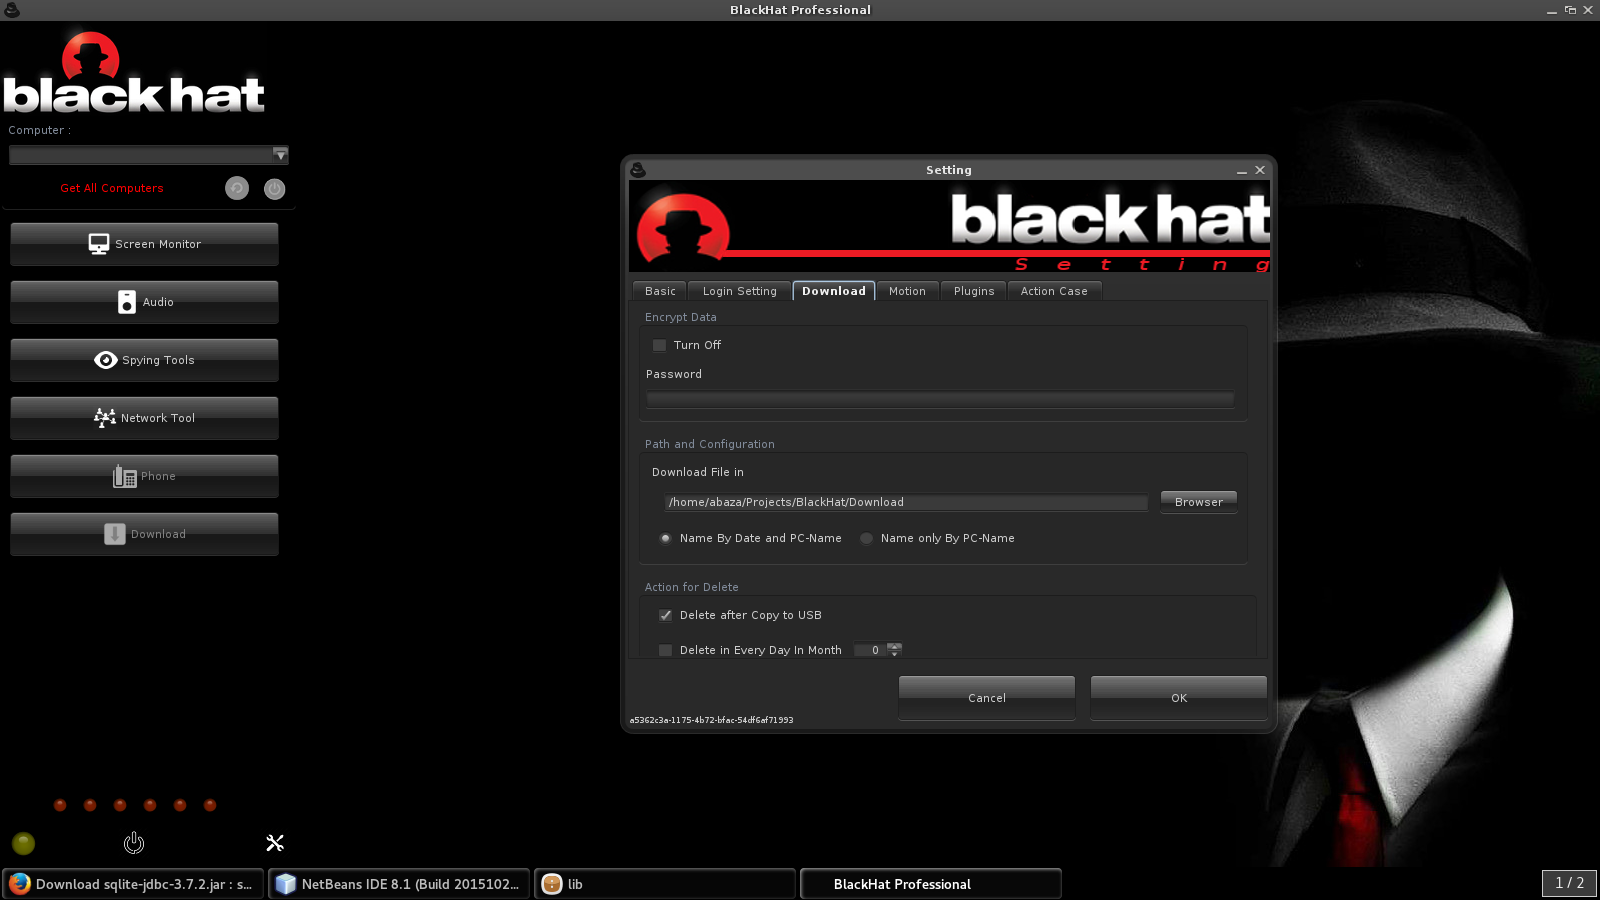 BlackHat Professional
black hat
Computer :
Get All Computers
Screen Monitor
Audio
Spying Tools
Network Tool
Phone
Download
Setting
black hat
Setting
Basic
Login Setting
Download
Motion
Plugins
Action Case
Encrypt Data
Turn Off
Password
Path and Configuration
Download File in
/home/abaza/Projects/BlackHat/Download
Browser
Name By Date and PC-Name
Name only By PC-Name
Action for Delete
Delete after Copy to USB
Delete in Every Day In Month
0
Cancel
OK
a5362c3a-1175-4b72-bfac-54df6af71993
Download sqlite-jdbc-3.7.2.jar : s...
NetBeans IDE 8.1 (Build 2015102...
lib
BlackHat Professional
1 / 2